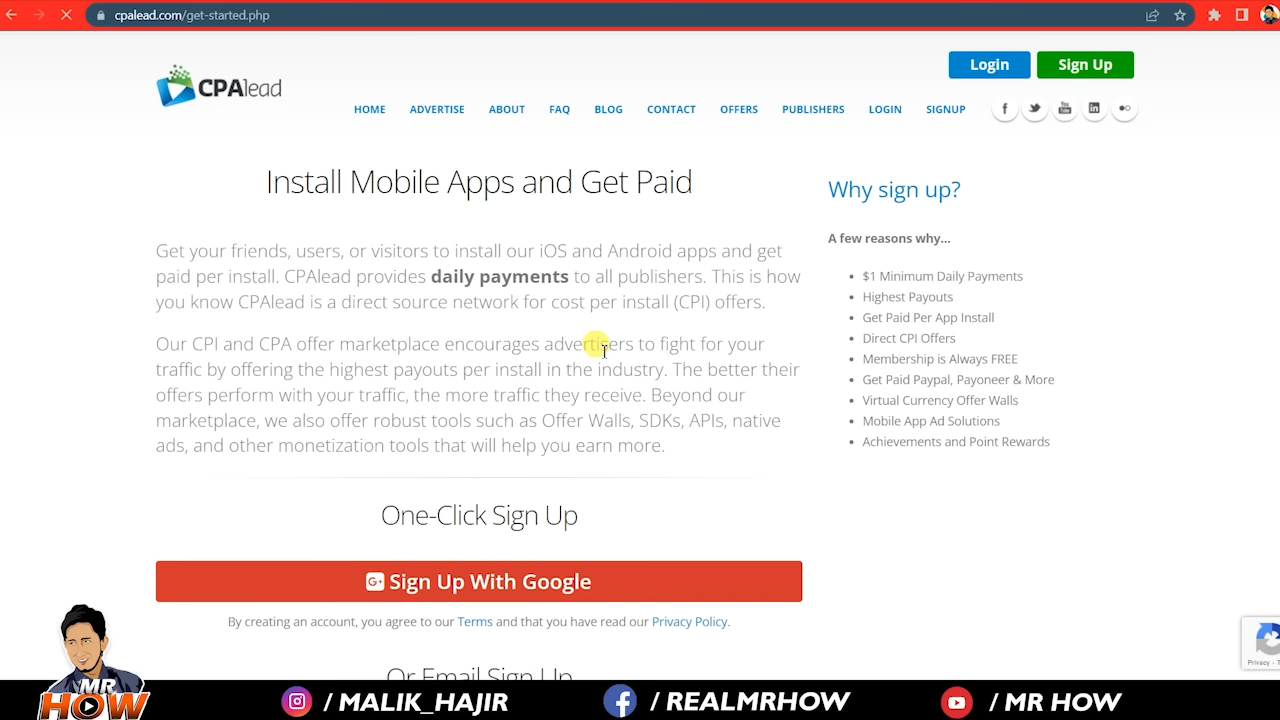 cpalead.com/get-started.php
Login
Sign Up
CPAlead
HOME ADVERTISE ABOUT FAQ BLOG CONTACT OFFERS PUBLISHERS LOGIN SIGNUP
Install Mobile Apps and Get Paid
Get your friends, users, or visitors to install our iOS and Android apps and get
paid per install. CPAlead provides daily payments to all publishers. This is how
you know CPAlead is a direct source network for cost per install (CPI) offers.
Our CPI and CPA offer marketplace encourages advertisers to fight for your
traffic by offering the highest payouts per install in the industry. The better their
offers perform with your traffic, the more traffic they receive. Beyond our
marketplace, we also offer robust tools such as Offer Walls, SDKs, APIs, native
ads, and other monetization tools that will help you earn more.
Why sign up?
A few reasons why...
$1 Minimum Daily Payments
Highest Payouts
Get Paid Per App Install
Direct CPI Offers
Membership is Always FREE
Get Paid Paypal, Payoneer & More
Virtual Currency Offer Walls
Mobile App Ad Solutions
Achievements and Point Rewards
One-Click Sign Up
G+ Sign Up With Google
By creating an account, you agree to our Terms and that you have read our Privacy Policy.
Or Email Sign Up
Privacy - T
MR
HOW
/ MALIK_HAJIR
/ REALMRHOW
/ MR HOW